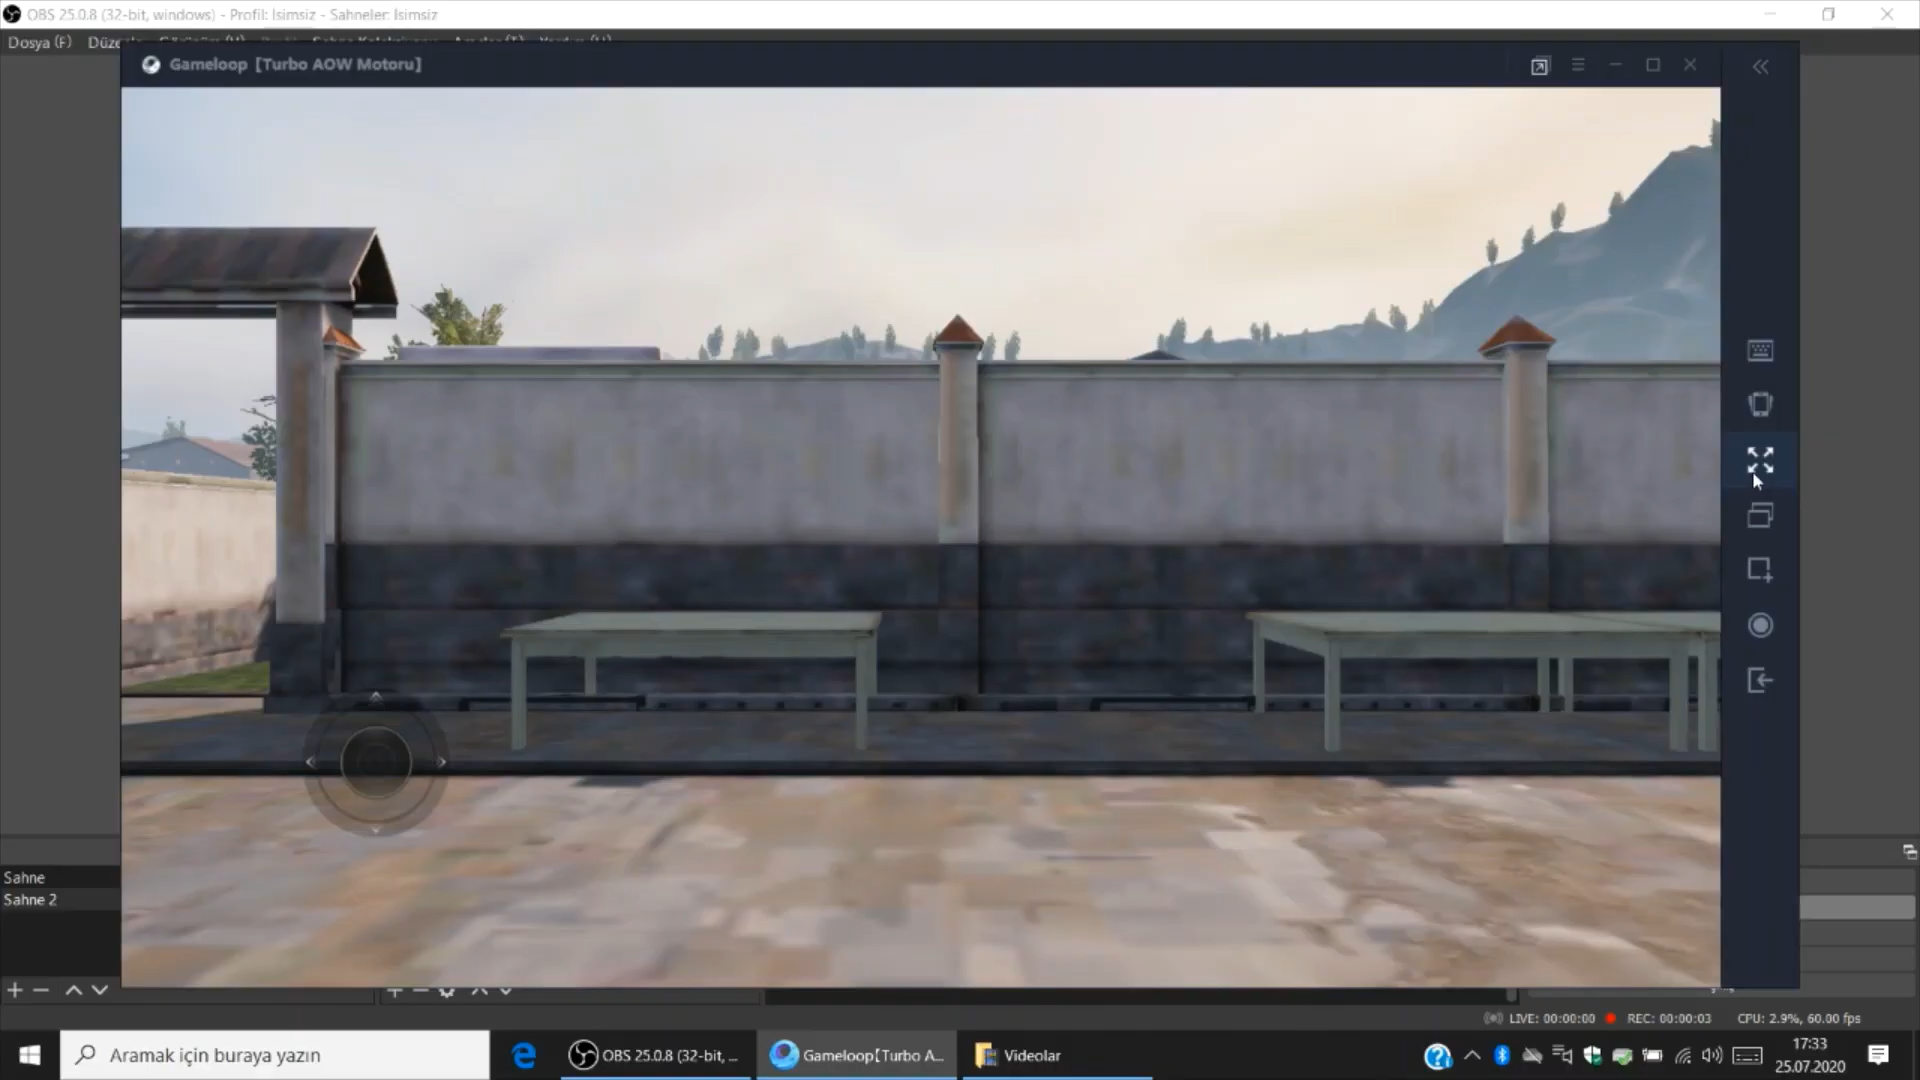 OBS 25.0.8 (32-bit, windows) - Profil: İsimsiz - Sahneler: İsimsiz
Dosya (F)
Gameloop [Turbo AOW Motoru]
Sahne
Sahne 2
LIVE: 00:00:00 REC: 00:00:03 CPU: 2.9%, 60.00 fps
Aramak için buraya yazın
OBS 25.0.8 (32-bit, ...
Gameloop[Turbo A...
Videolar
17:33
25.07.2020